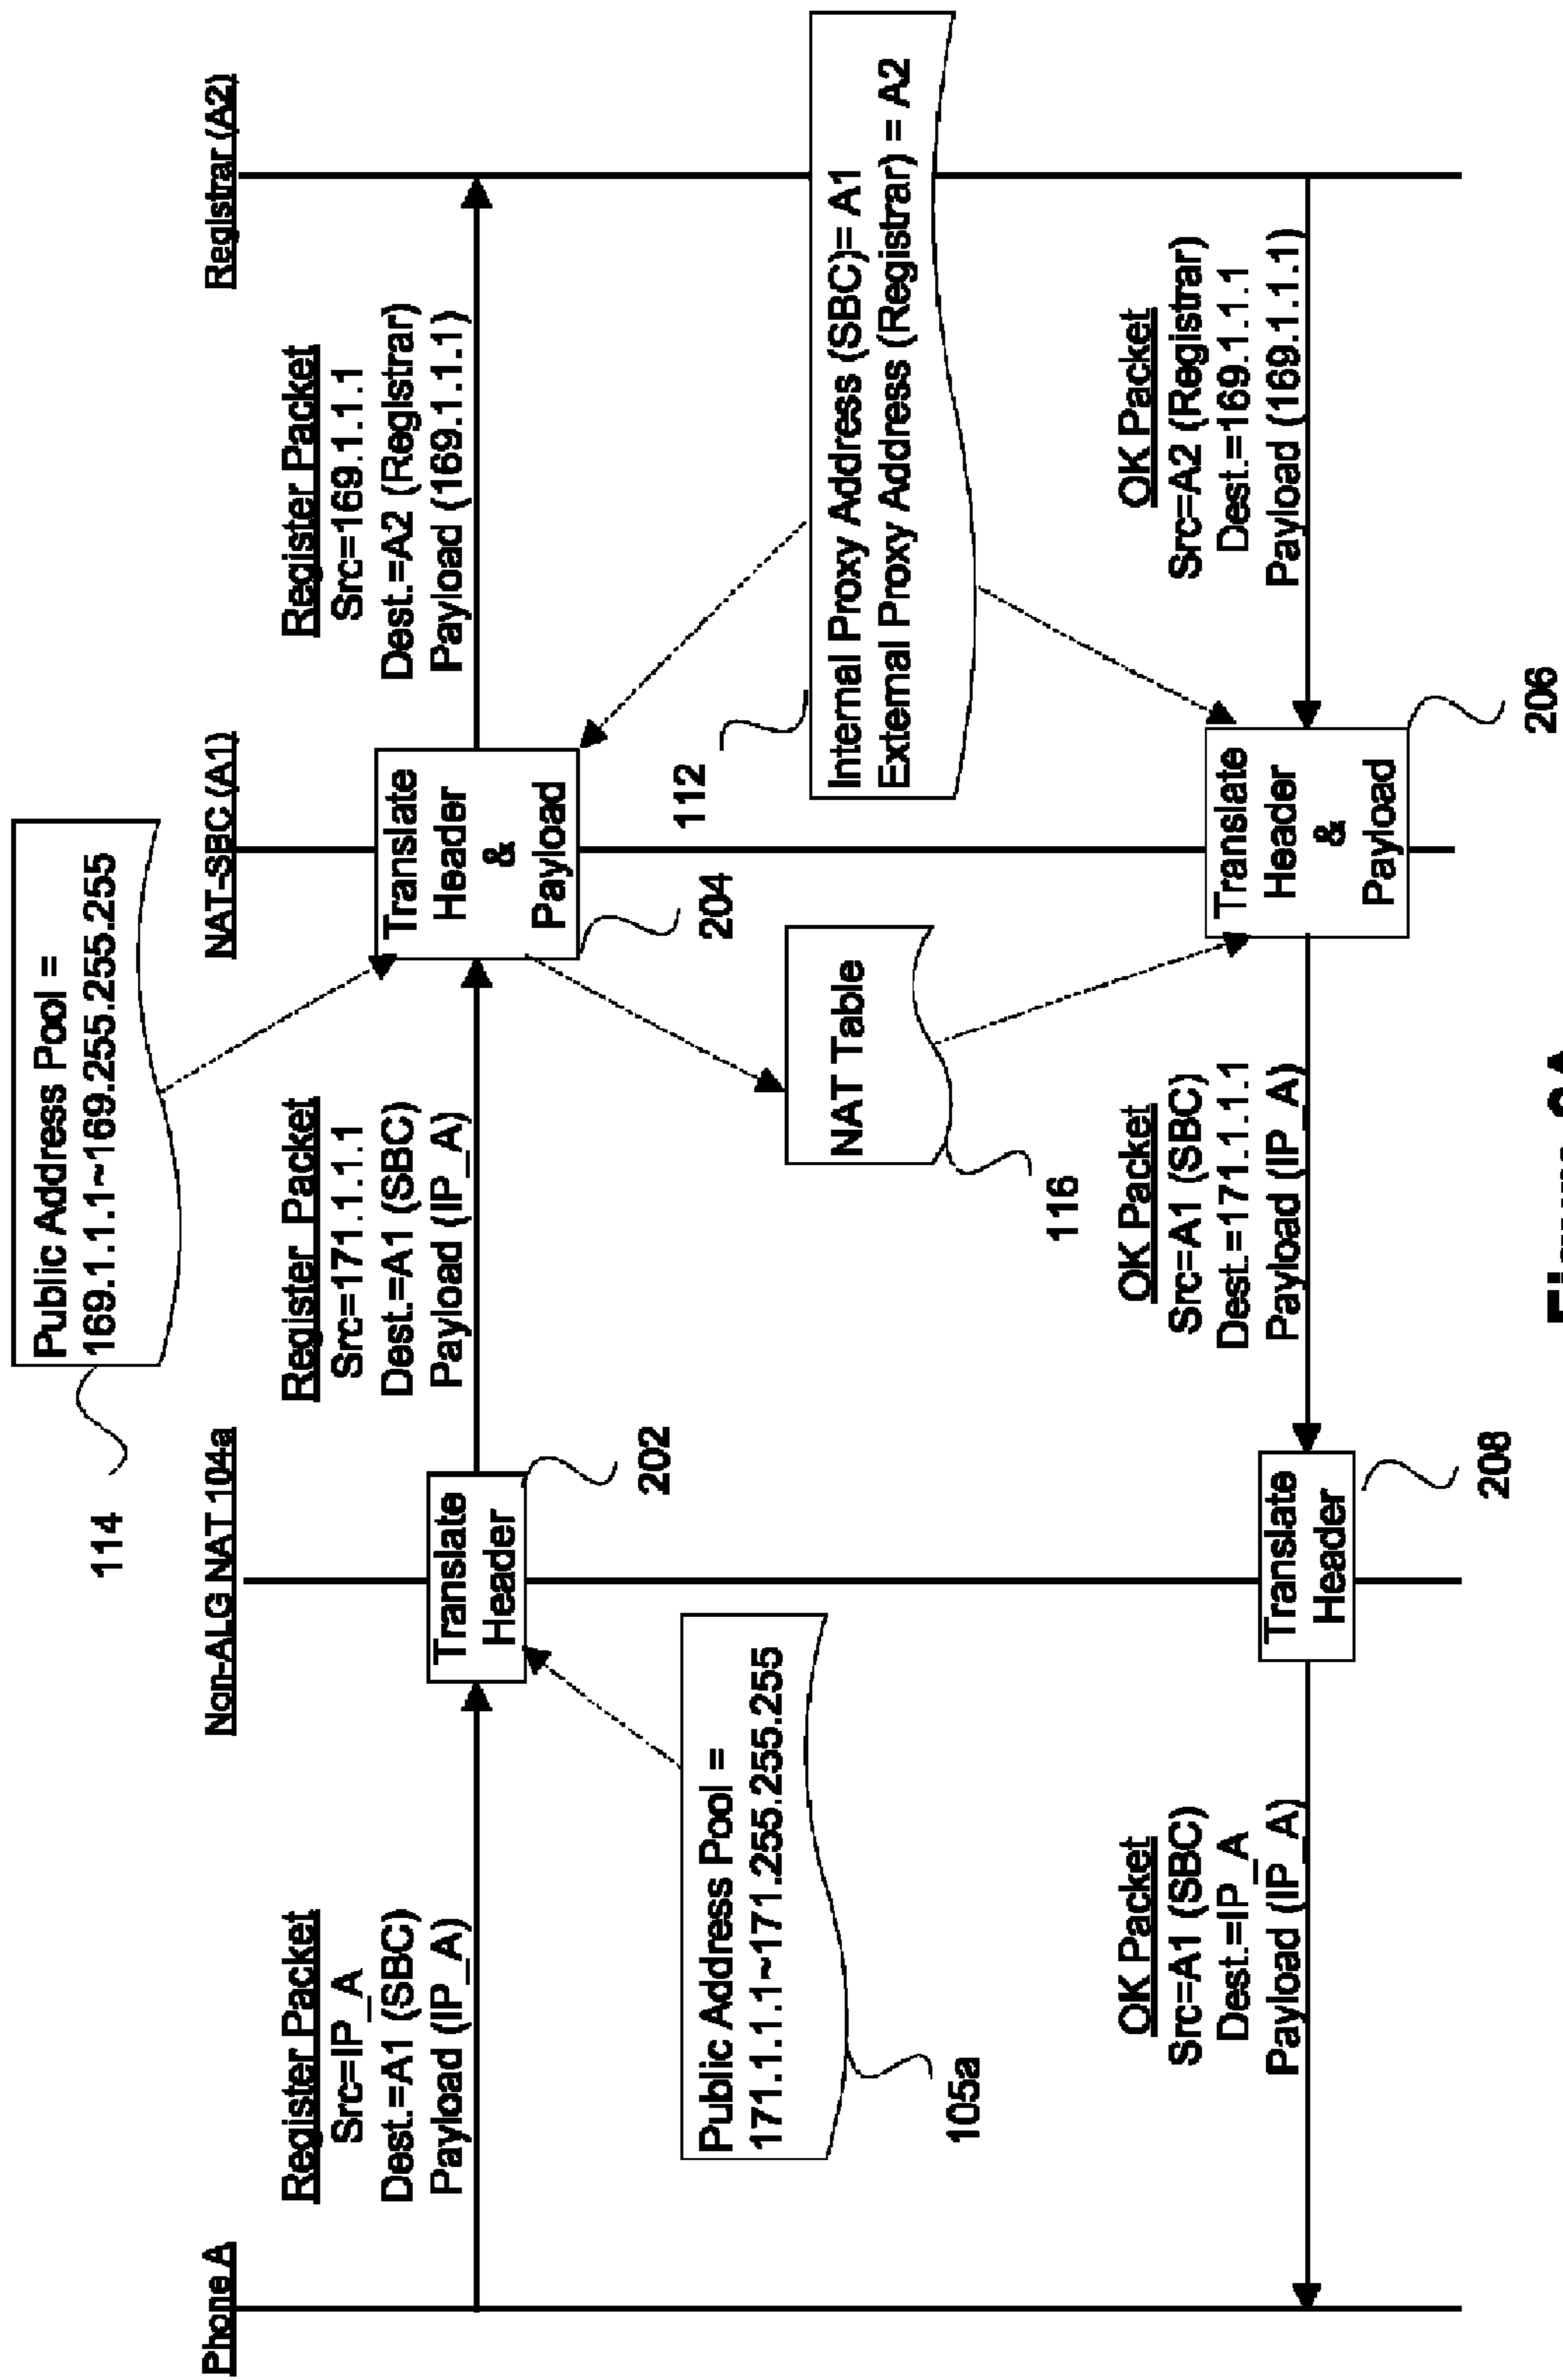 Phone A
Non-ALG NAT 104a
NAT-SBC (A1)
Registrar (A2)
114
Public Address Pool =
169.1.1.1~169.255.255.255
Register Packet
Src=IP_A
Dest.=A1 (SBC)
Payload (IP_A)
Translate
Header
202
Register Packet
Src=171.1.1.1
Dest.=A1 (SBC)
Payload (IP_A)
Translate
Header
&
Payload
204
Register Packet
Src=169.1.1.1
Dest.=A2 (Registrar)
Payload (169.1.1.1)
Public Address Pool =
171.1.1.1~171.255.255.255
105a
NAT Table
116
112
Internal Proxy Address (SBC)= A1
External Proxy Address (Registrar) = A2
OK Packet
Src=A1 (SBC)
Dest.=IP_A
Payload (IP_A)
Translate
Header
208
OK Packet
Src=A1 (SBC)
Dest.=171.1.1.1
Payload (IP_A)
Translate
Header
&
Payload
206
OK Packet
Src=A2 (Registrar)
Dest.=169.1.1.1
Payload (169.1.1.1)